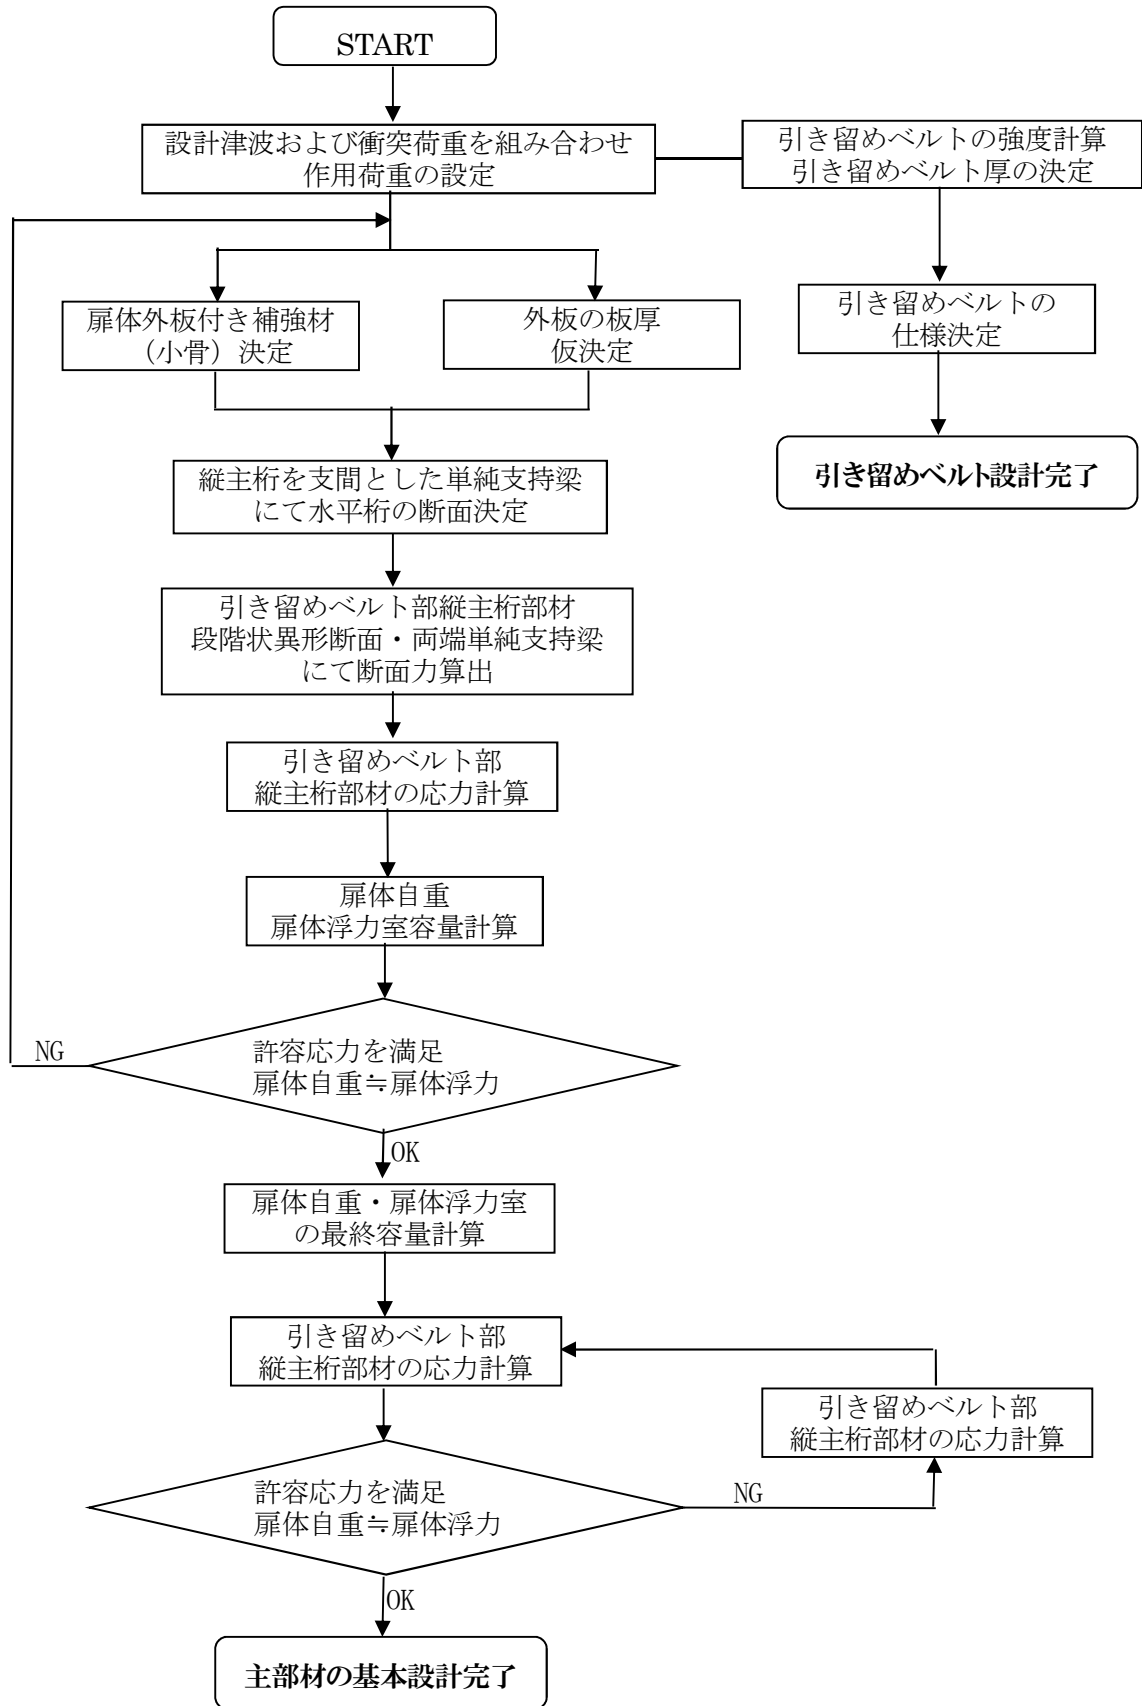 START
設計津波および衝突荷重を組み合わせ
作用荷重の設定
引き留めベルトの強度計算
引き留めベルト厚の決定
扉体外板付き補強材
（小骨）決定
外板の板厚
仮決定
引き留めベルトの
仕様決定
引き留めベルト設計完了
縦主桁を支間とした単純支持梁
にて水平桁の断面決定
引き留めベルト部縦主桁部材
段階状異形断面・両端単純支持梁
にて断面力算出
引き留めベルト部
縦主桁部材の応力計算
扉体自重
扉体浮力室容量計算
NG
許容応力を満足
扉体自重≒扉体浮力
OK
扉体自重・扉体浮力室
の最終容量計算
引き留めベルト部
縦主桁部材の応力計算
引き留めベルト部
縦主桁部材の応力計算
許容応力を満足
扉体自重≒扉体浮力
NG
OK
主部材の基本設計完了